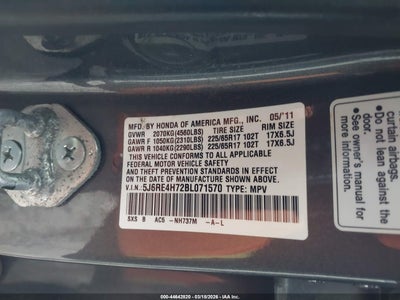 MFD. BY HONDA OF AMERICA MFG., INC. 05/'11
GVWR 2070KG(4560LBS) TIRE SIZE RIM SIZE
GAWR F 1050KG(2310LBS) 225/65R17 102T 17X6.5J
GAWR R 1040KG(2290LBS) 225/65R17 102T 17X6.5J
THIS VEHICLE CONFORMS TO ALL APPLICABLE
FEDERAL MOTOR VEHICLE SAFETY
AND THEFT PREVENTION STANDARDS IN EFFECT ON
THE DATE OF MANUFACTURE SHOWN ABOVE.
V.I.N. 5J6RE4H72BL071570 TYPE: MPV
SXS B AC5 -NH737M -A-L
curtain airbags.
• Do not lean against the
door.
• See owner's manual
for more information.
000-44642020 - 03/18/2026 - Copyright © IAA